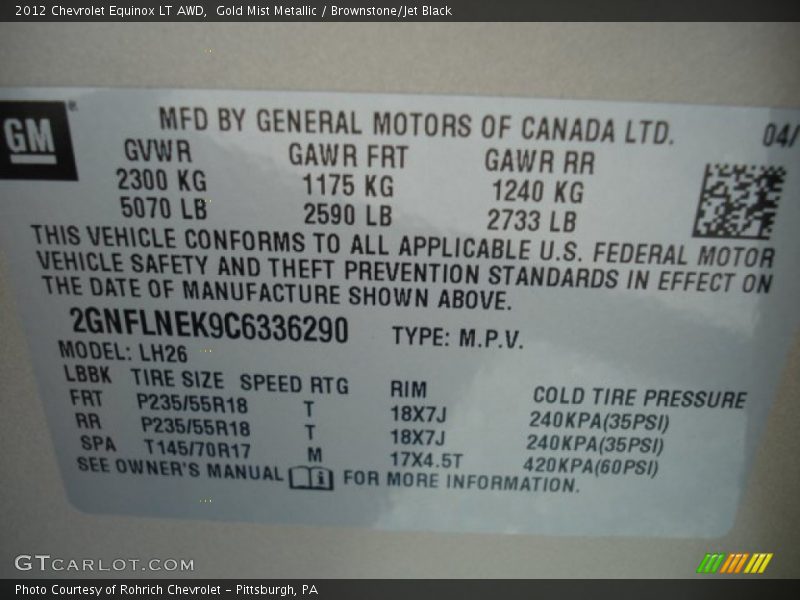 2012 Chevrolet Equinox LT AWD,  Gold Mist Metallic / Brownstone/Jet Black
GM
MFD BY GENERAL MOTORS OF CANADA LTD.
04/
GVWR GAWR FRT GAWR RR
2300 KG 1175 KG 1240 KG
5070 LB 2590 LB 2733 LB
THIS VEHICLE CONFORMS TO ALL APPLICABLE U.S. FEDERAL MOTOR
VEHICLE SAFETY AND THEFT PREVENTION STANDARDS IN EFFECT ON
THE DATE OF MANUFACTURE SHOWN ABOVE.
2GNFLNEK9C6336290 TYPE: M.P.V.
MODEL: LH26
LBBK TIRE SIZE SPEED RTG RIM COLD TIRE PRESSURE
FRT P235/55R18 T 18X7J 240KPA(35PSI)
RR P235/55R18 T 18X7J 240KPA(35PSI)
SPA T145/70R17 M 17X4.5T 420KPA(60PSI)
SEE OWNER'S MANUAL FOR MORE INFORMATION.
GTCARLOT.COM
Photo Courtesy of Rohrich Chevrolet – Pittsburgh, PA